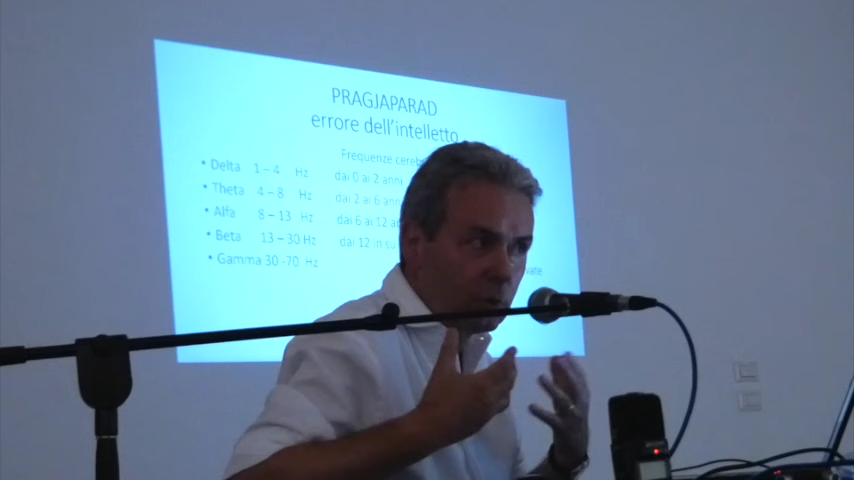 PRAGJAPARAD
errore dell'intelletto
Frequenze
• Delta 1 – 4 Hz dai 0 ai 2 anni
• Theta 4 – 8 Hz dai 2 ai 6 anni
• Alfa 8 – 13 Hz dai 6 ai 12
• Beta 13 – 30 Hz dai 12 in su
• Gamma 30 -70 Hz